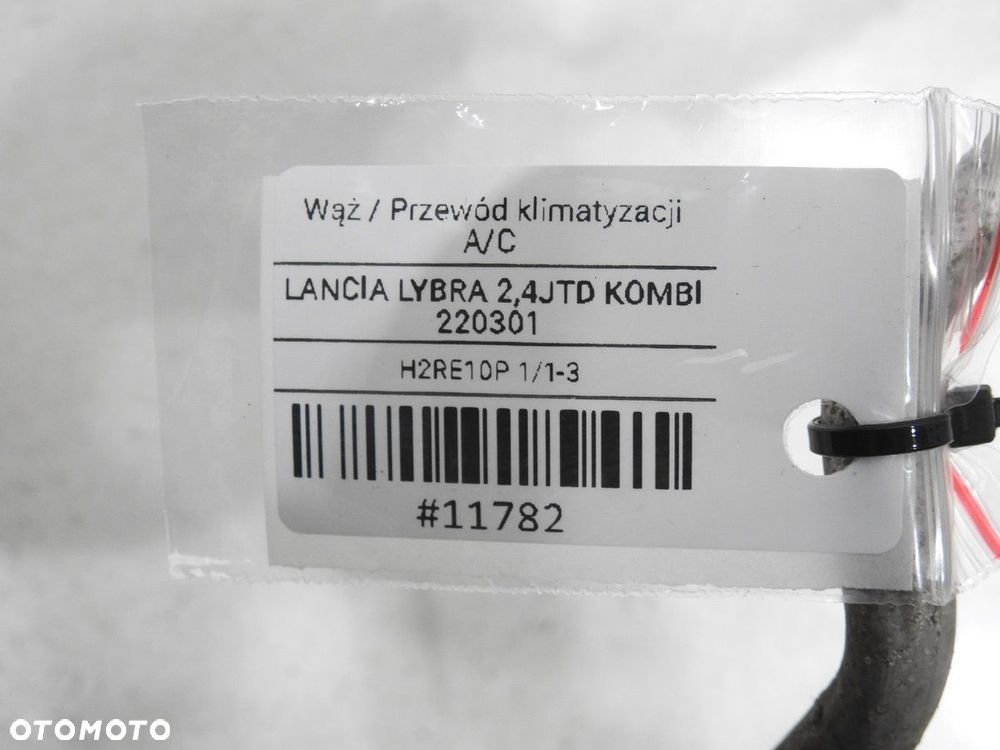 Wąż / Przewód klimatyzacji
A/C
LANCIA LYBRA 2,4JTD KOMBI
220301
H2RE10P 1/1-3
#11782
OTOMOTO